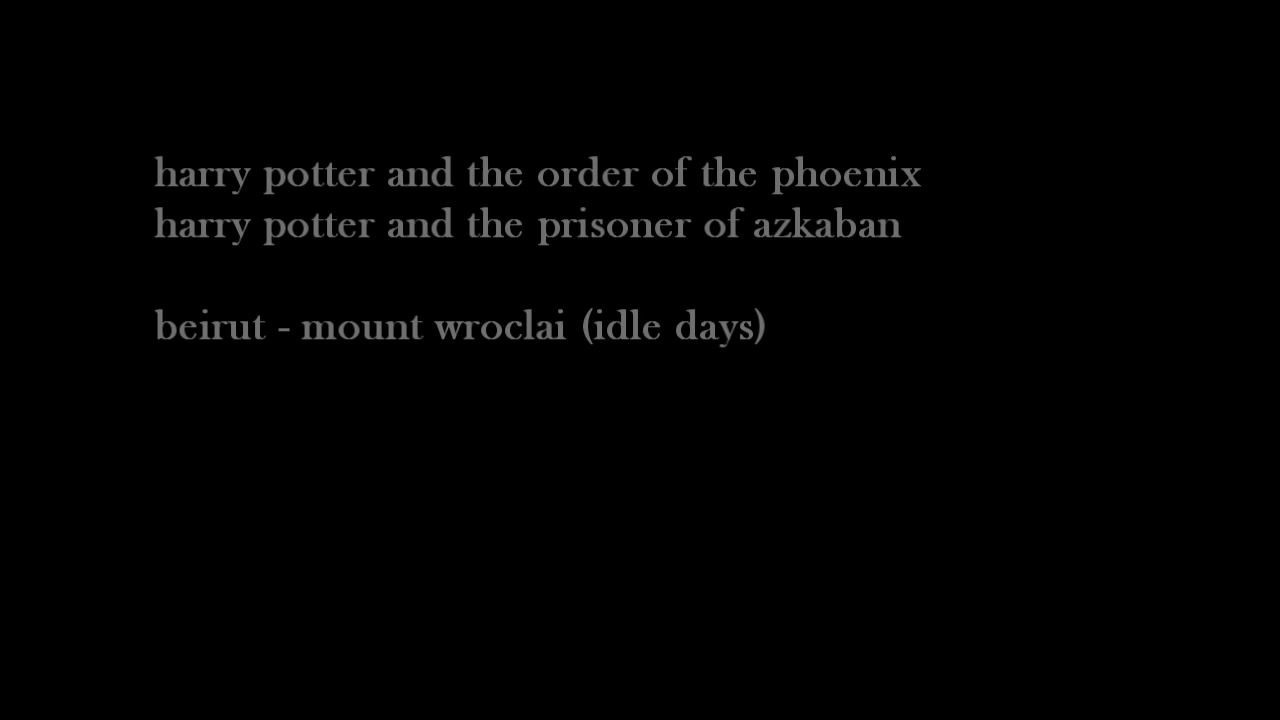 harry potter and the order of the phoenix
harry potter and the prisoner of azkaban
beirut - mount wroclai (idle days)